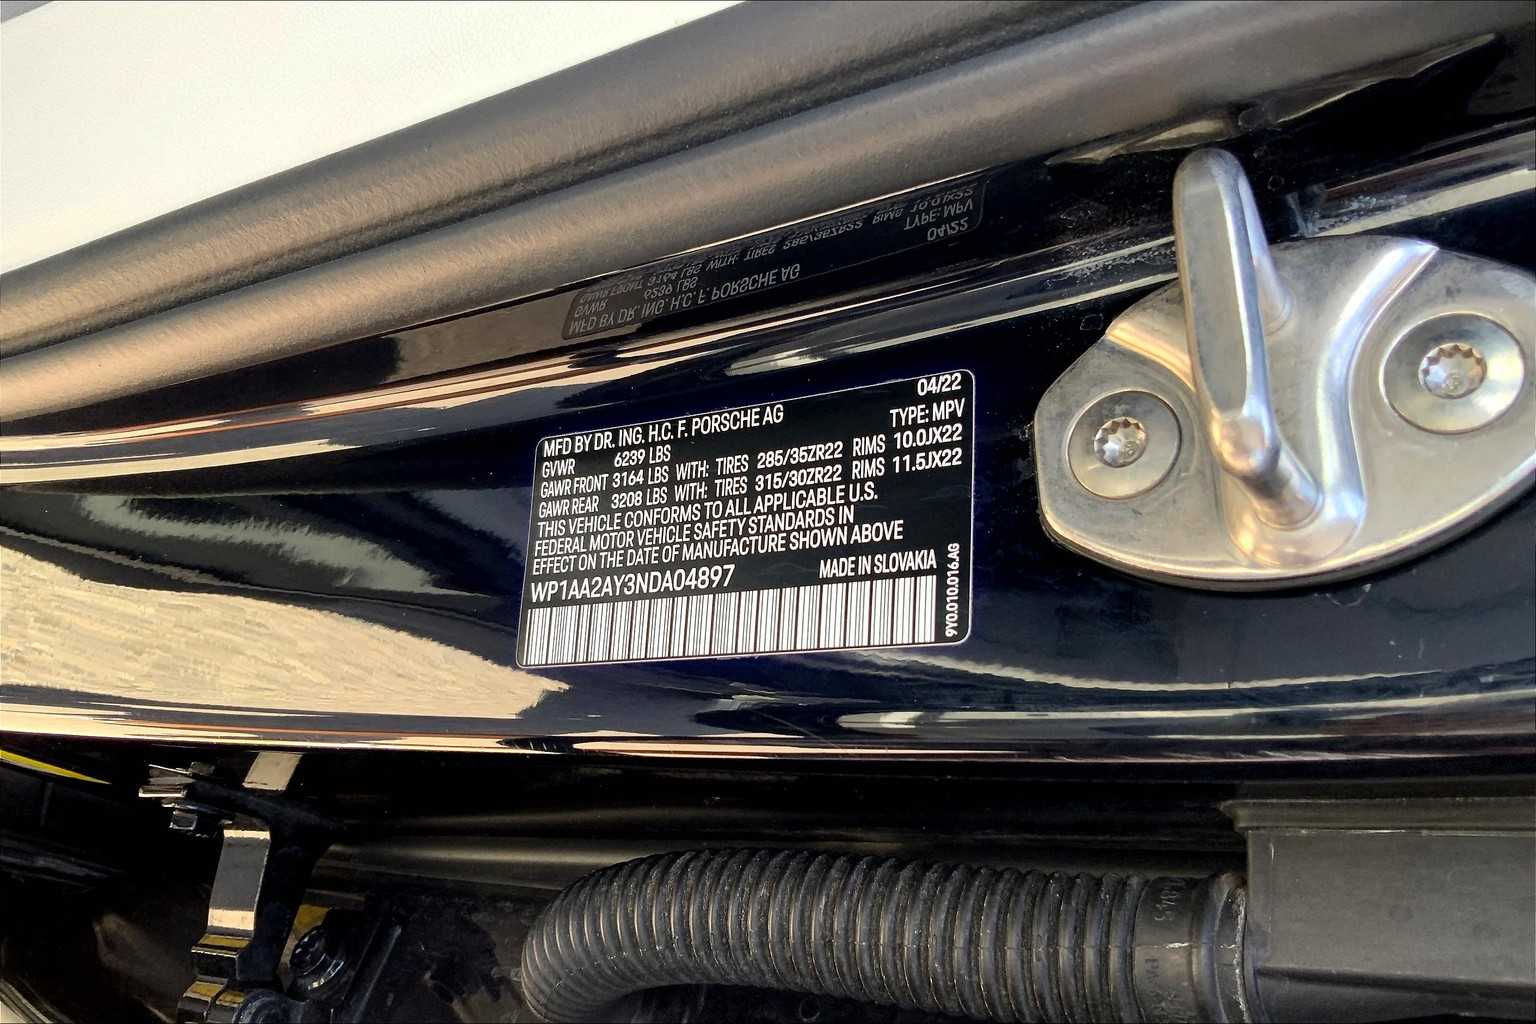 04/22
MFD BY DR. ING. H.C. F. PORSCHE AG TYPE: MPV
GVWR 6239 LBS
GAWR FRONT 3164 LBS WITH: TIRES 285/35ZR22 RIMS 10.0JX22
GAWR REAR 3208 LBS WITH: TIRES 315/30ZR22 RIMS 11.5JX22
THIS VEHICLE CONFORMS TO ALL APPLICABLE U.S.
FEDERAL MOTOR VEHICLE SAFETY STANDARDS IN
EFFECT ON THE DATE OF MANUFACTURE SHOWN ABOVE
WP1AA2AY3NDA04897 MADE IN SLOVAKIA
9Y0.010.016.AG